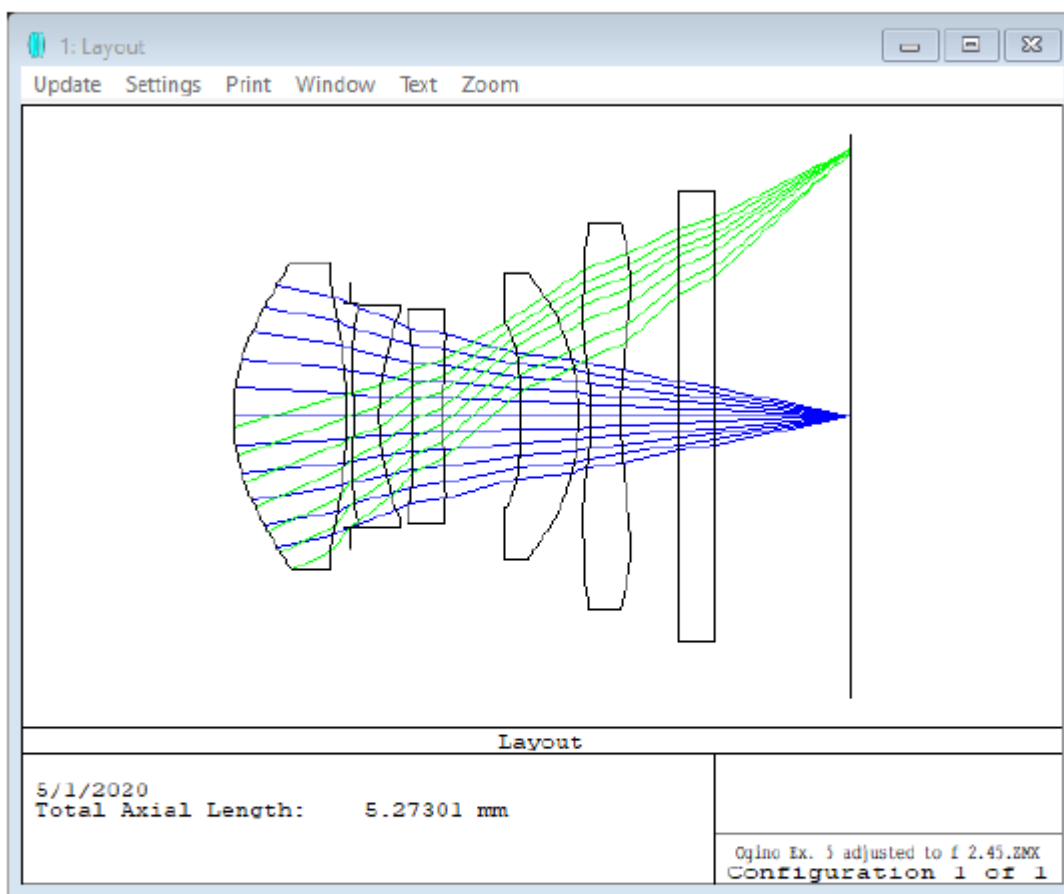 1: Layout
Update Settings Print Window Text Zoom
Layout
5/1/2020
Total Axial Length: 5.27301 mm
Ogino Ex. 5 adjusted to f 2.45.ZMX
Configuration 1 of 1